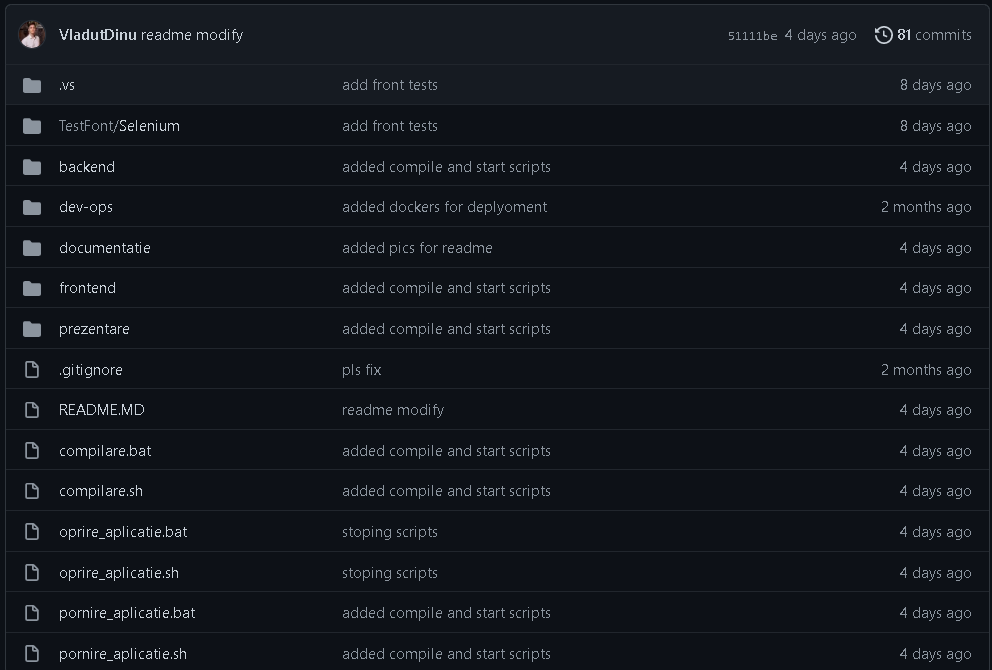 VladutDinu readme modify 51111be 4 days ago 81 commits
.vs add front tests 8 days ago
TestFont/Selenium add front tests 8 days ago
backend added compile and start scripts 4 days ago
dev-ops added dockers for deplyoment 2 months ago
documentatie added pics for readme 4 days ago
frontend added compile and start scripts 4 days ago
prezentare added compile and start scripts 4 days ago
.gitignore pls fix 2 months ago
README.MD readme modify 4 days ago
compilare.bat added compile and start scripts 4 days ago
compilare.sh added compile and start scripts 4 days ago
oprire_aplicatie.bat stoping scripts 4 days ago
oprire_aplicatie.sh stoping scripts 4 days ago
pornire_aplicatie.bat added compile and start scripts 4 days ago
pornire_aplicatie.sh added compile and start scripts 4 days ago